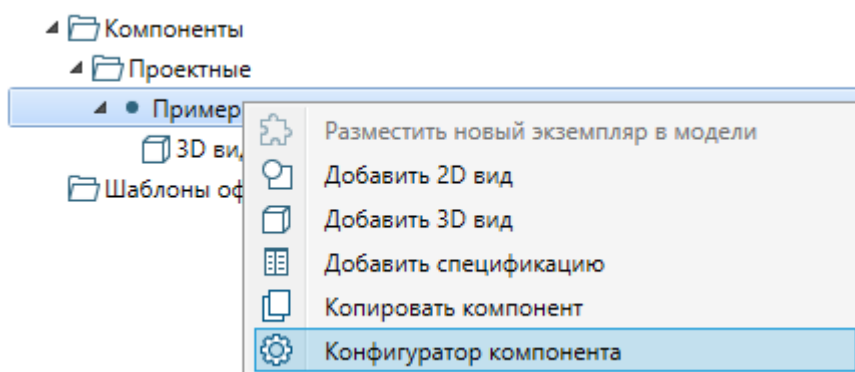 Компоненты
Проектные
Пример
Разместить новый экземпляр в модели
3D ви
Добавить 2D вид
Шаблоны оф
Добавить 3D вид
Добавить спецификацию
Копировать компонент
Конфигуратор компонента